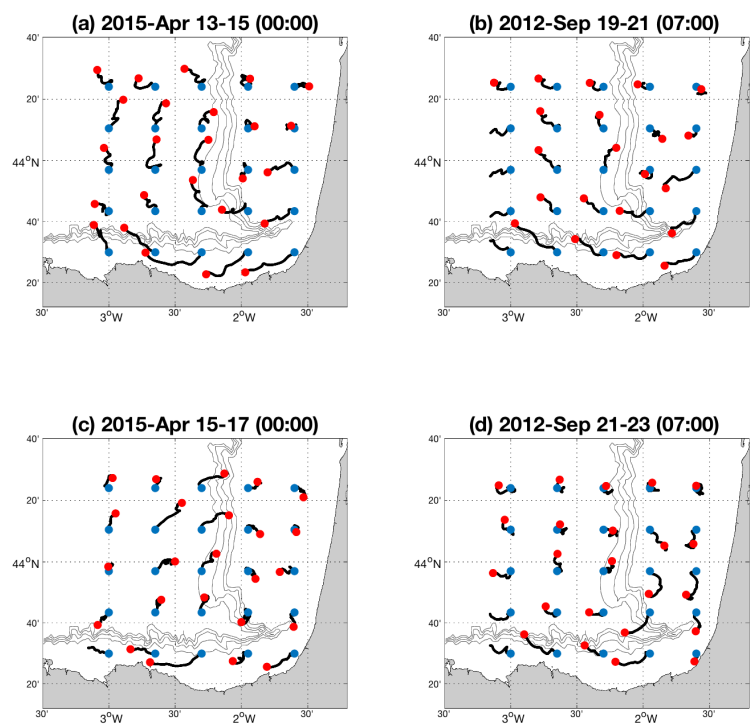 (a) 2015-Apr 13-15 (00:00)
40'
20'
44°N
40'
20'
30' 3°W 30' 2°W 30'
(b) 2012-Sep 19-21 (07:00)
40'
20'
44°N
40'
20'
30' 3°W 30' 2°W 30'
(c) 2015-Apr 15-17 (00:00)
40'
20'
44°N
40'
20'
30' 3°W 30' 2°W 30'
(d) 2012-Sep 21-23 (07:00)
40'
20'
44°N
40'
20'
30' 3°W 30' 2°W 30'